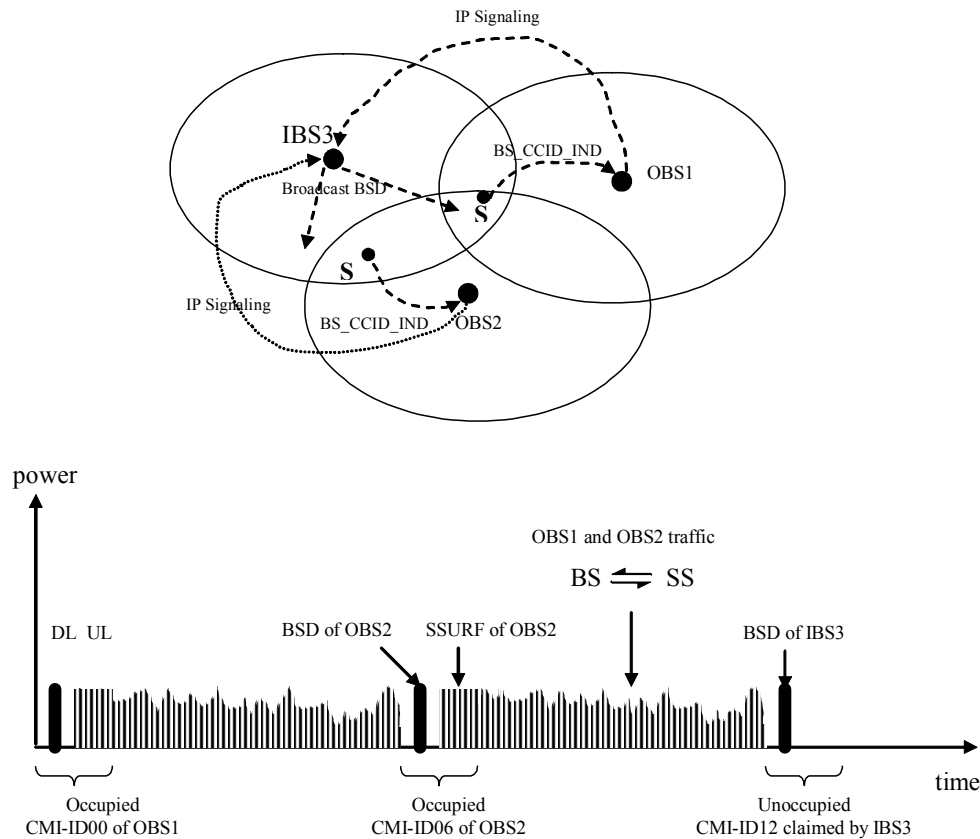 IP Signaling
IBS3
BS_CCID_IND
OBS1
Broadcast BSD
S
S
IP Signaling
BS_CCID_IND
OBS2
power
OBS1 and OBS2 traffic
BS SS
DL UL
BSD of OBS2
SSURF of OBS2
BSD of IBS3
time
Occupied
CMI-ID00 of OBS1
Occupied
CMI-ID06 of OBS2
Unoccupied
CMI-ID12 claimed by IBS3